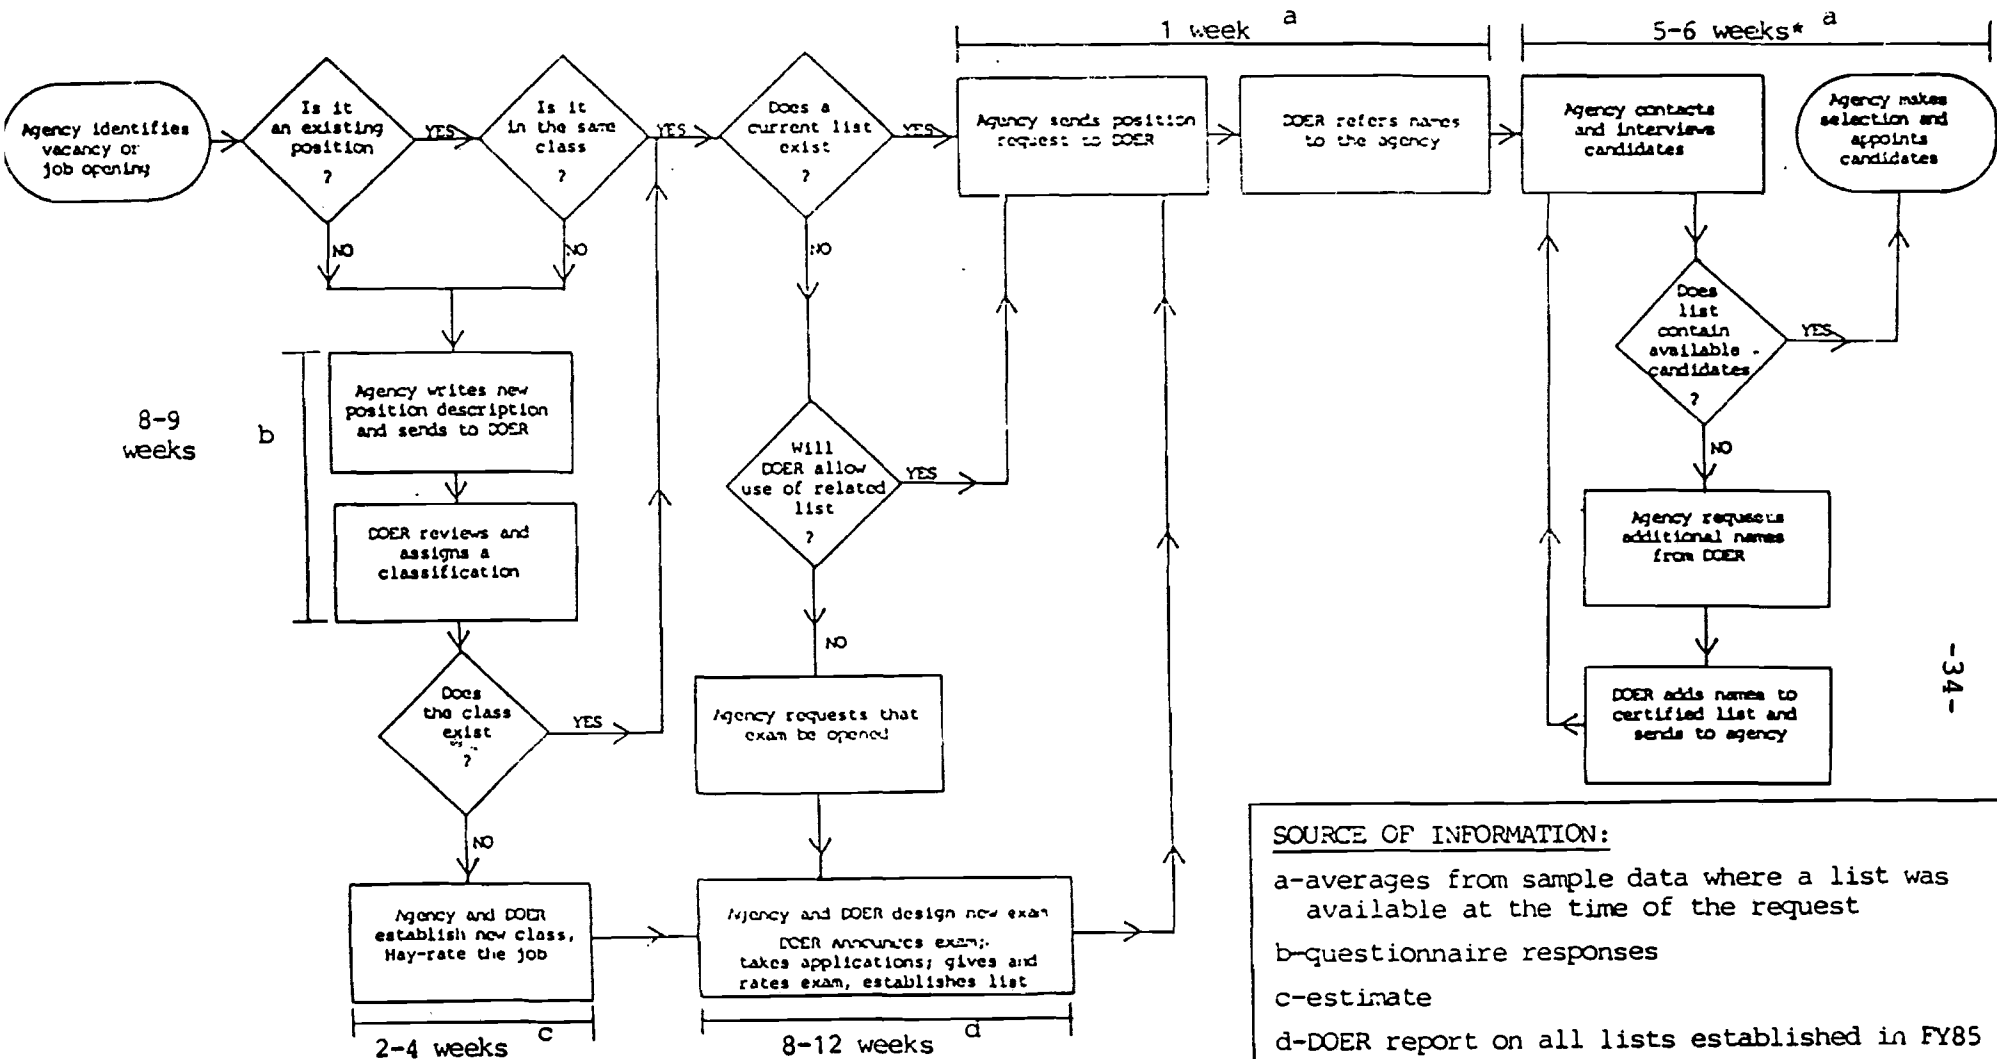 1 week a
5-6 weeks* a
Agency identifies
vacancy or
job opening
Is it
an existing
position
?
YES
Is it
in the same
class
?
YES
Does a
current list
exist
?
YES
Agency sends position
request to DOER
DOER refers names
to the agency
Agency contacts
and interviews
candidates
Agency makes
selection and
appoints
candidates
NO
NO
NO
Does
list
contain
available
candidates
?
YES
NO
8-9
weeks
b
Agency writes new
position description
and sends to DOER
DOER reviews and
assigns a
classification
Does
the class
exist
?
YES
NO
Will
DOER allow
use of related
list
?
YES
NO
Agency requests that
exam be opened
Agency requests
additional names
from DOER
DOER adds names to
certified list and
sends to agency
-34-
Agency and DOER
establish new class,
Hay-rate the job
2-4 weeks c
Agency and DOER design new exam
DOER announces exam;
takes applications; gives and
rates exam, establishes list
8-12 weeks d
SOURCE OF INFORMATION:
a-averages from sample data where a list was
available at the time of the request
b-questionnaire responses
c-estimate
d-DOER report on all lists established in FY85